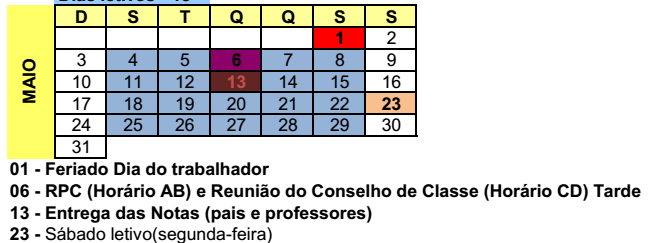 D S T Q Q S S
1 2
MAIO
3 4 5 6 7 8 9
10 11 12 13 14 15 16
17 18 19 20 21 22 23
24 25 26 27 28 29 30
31
01 - Feriado Dia do trabalhador
06 - RPC (Horário AB) e Reunião do Conselho de Classe (Horário CD) Tarde
13 - Entrega das Notas (pais e professores)
23 - Sábado letivo(segunda-feira)